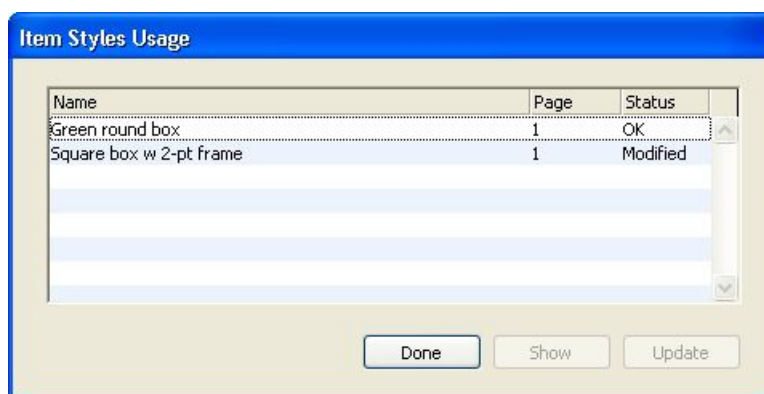 Item Styles Usage
Name Page Status
Green round box 1 OK
Square box w 2-pt frame 1 Modified
Done Show Update